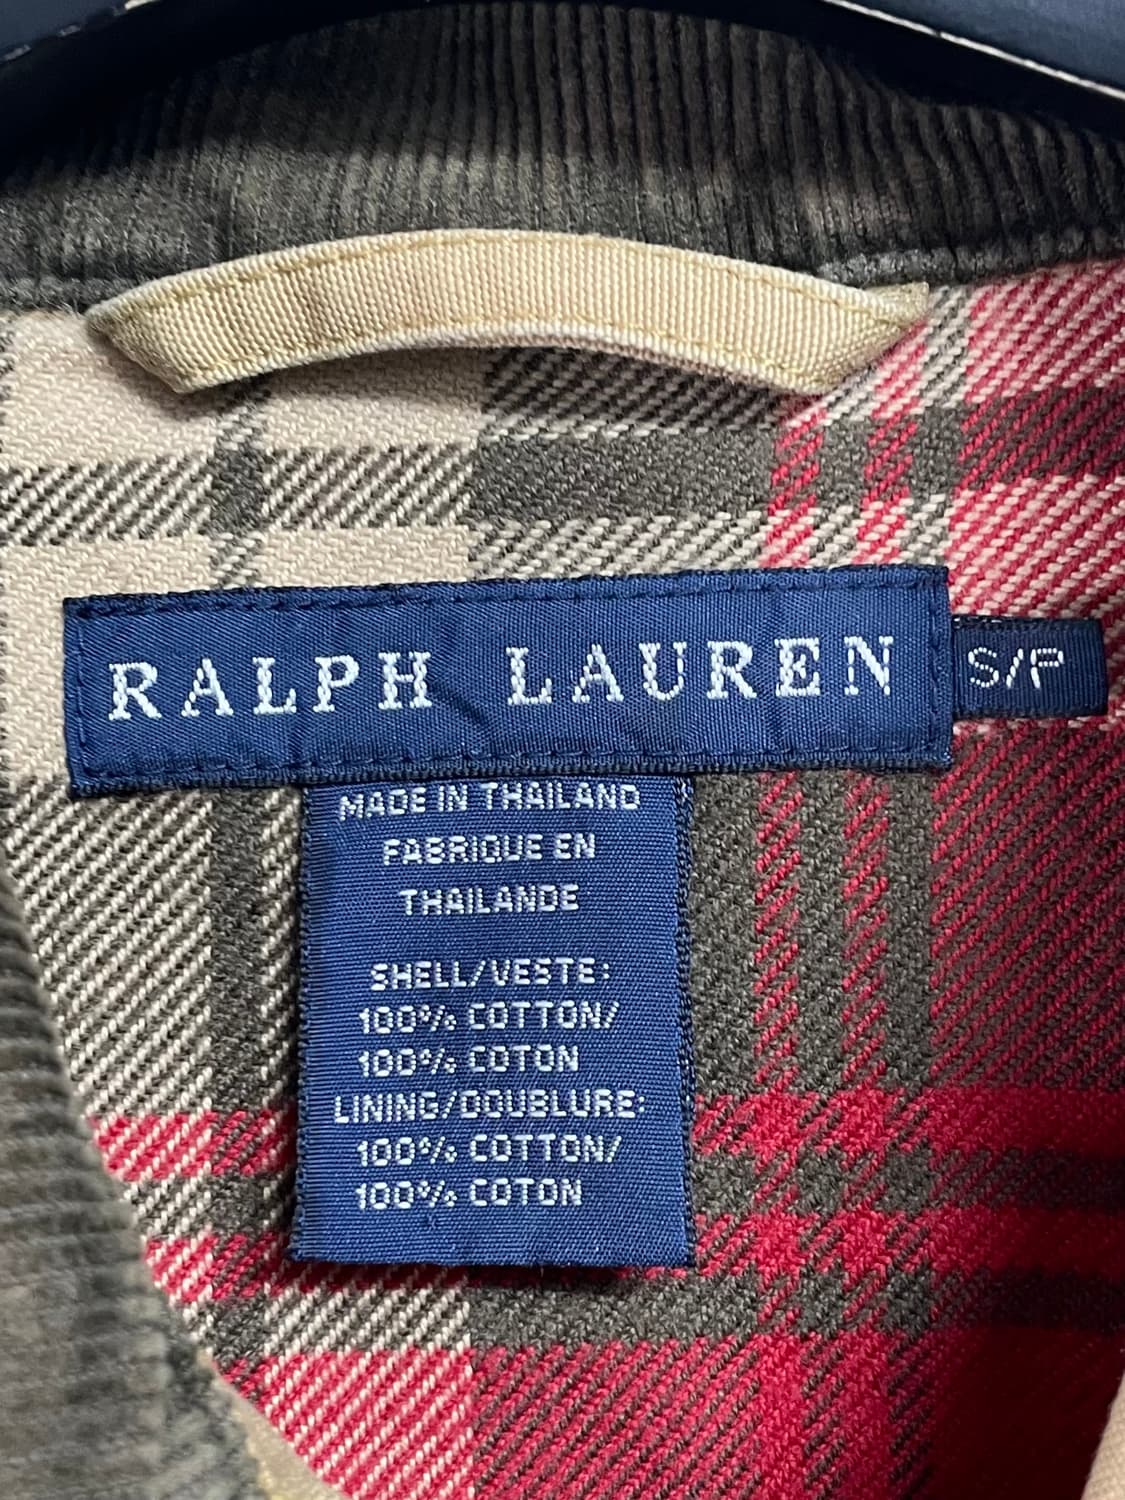 RALPH LAUREN
S/P
MADE IN THAILAND
FABRIQUE EN
THAILANDE
SHELL/VESTE:
100% COTTON/
100% COTON
LINING/DOUBLURE:
100% COTTON/
100% COTON